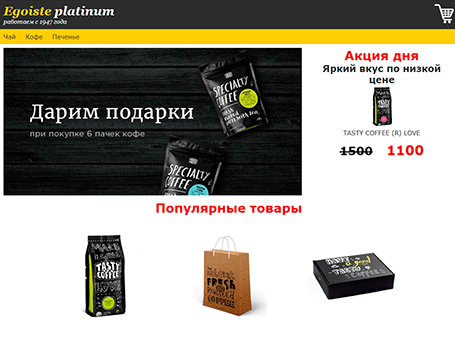 Egoiste platinum
работаем с 1947 года
Чай Кофе Печенье
Дарим подарки
при покупке 6 пачек кофе
SPECIALTY
COFFEE
SPECIALTY
COFFEE
Акция дня
Яркий вкус по низкой
цене
TASTY COFFEE (R) LOVE
1500 1100
Популярные товары
TASTY
COFFEE
LOVE
FRESH
ROASTED
COFFEE